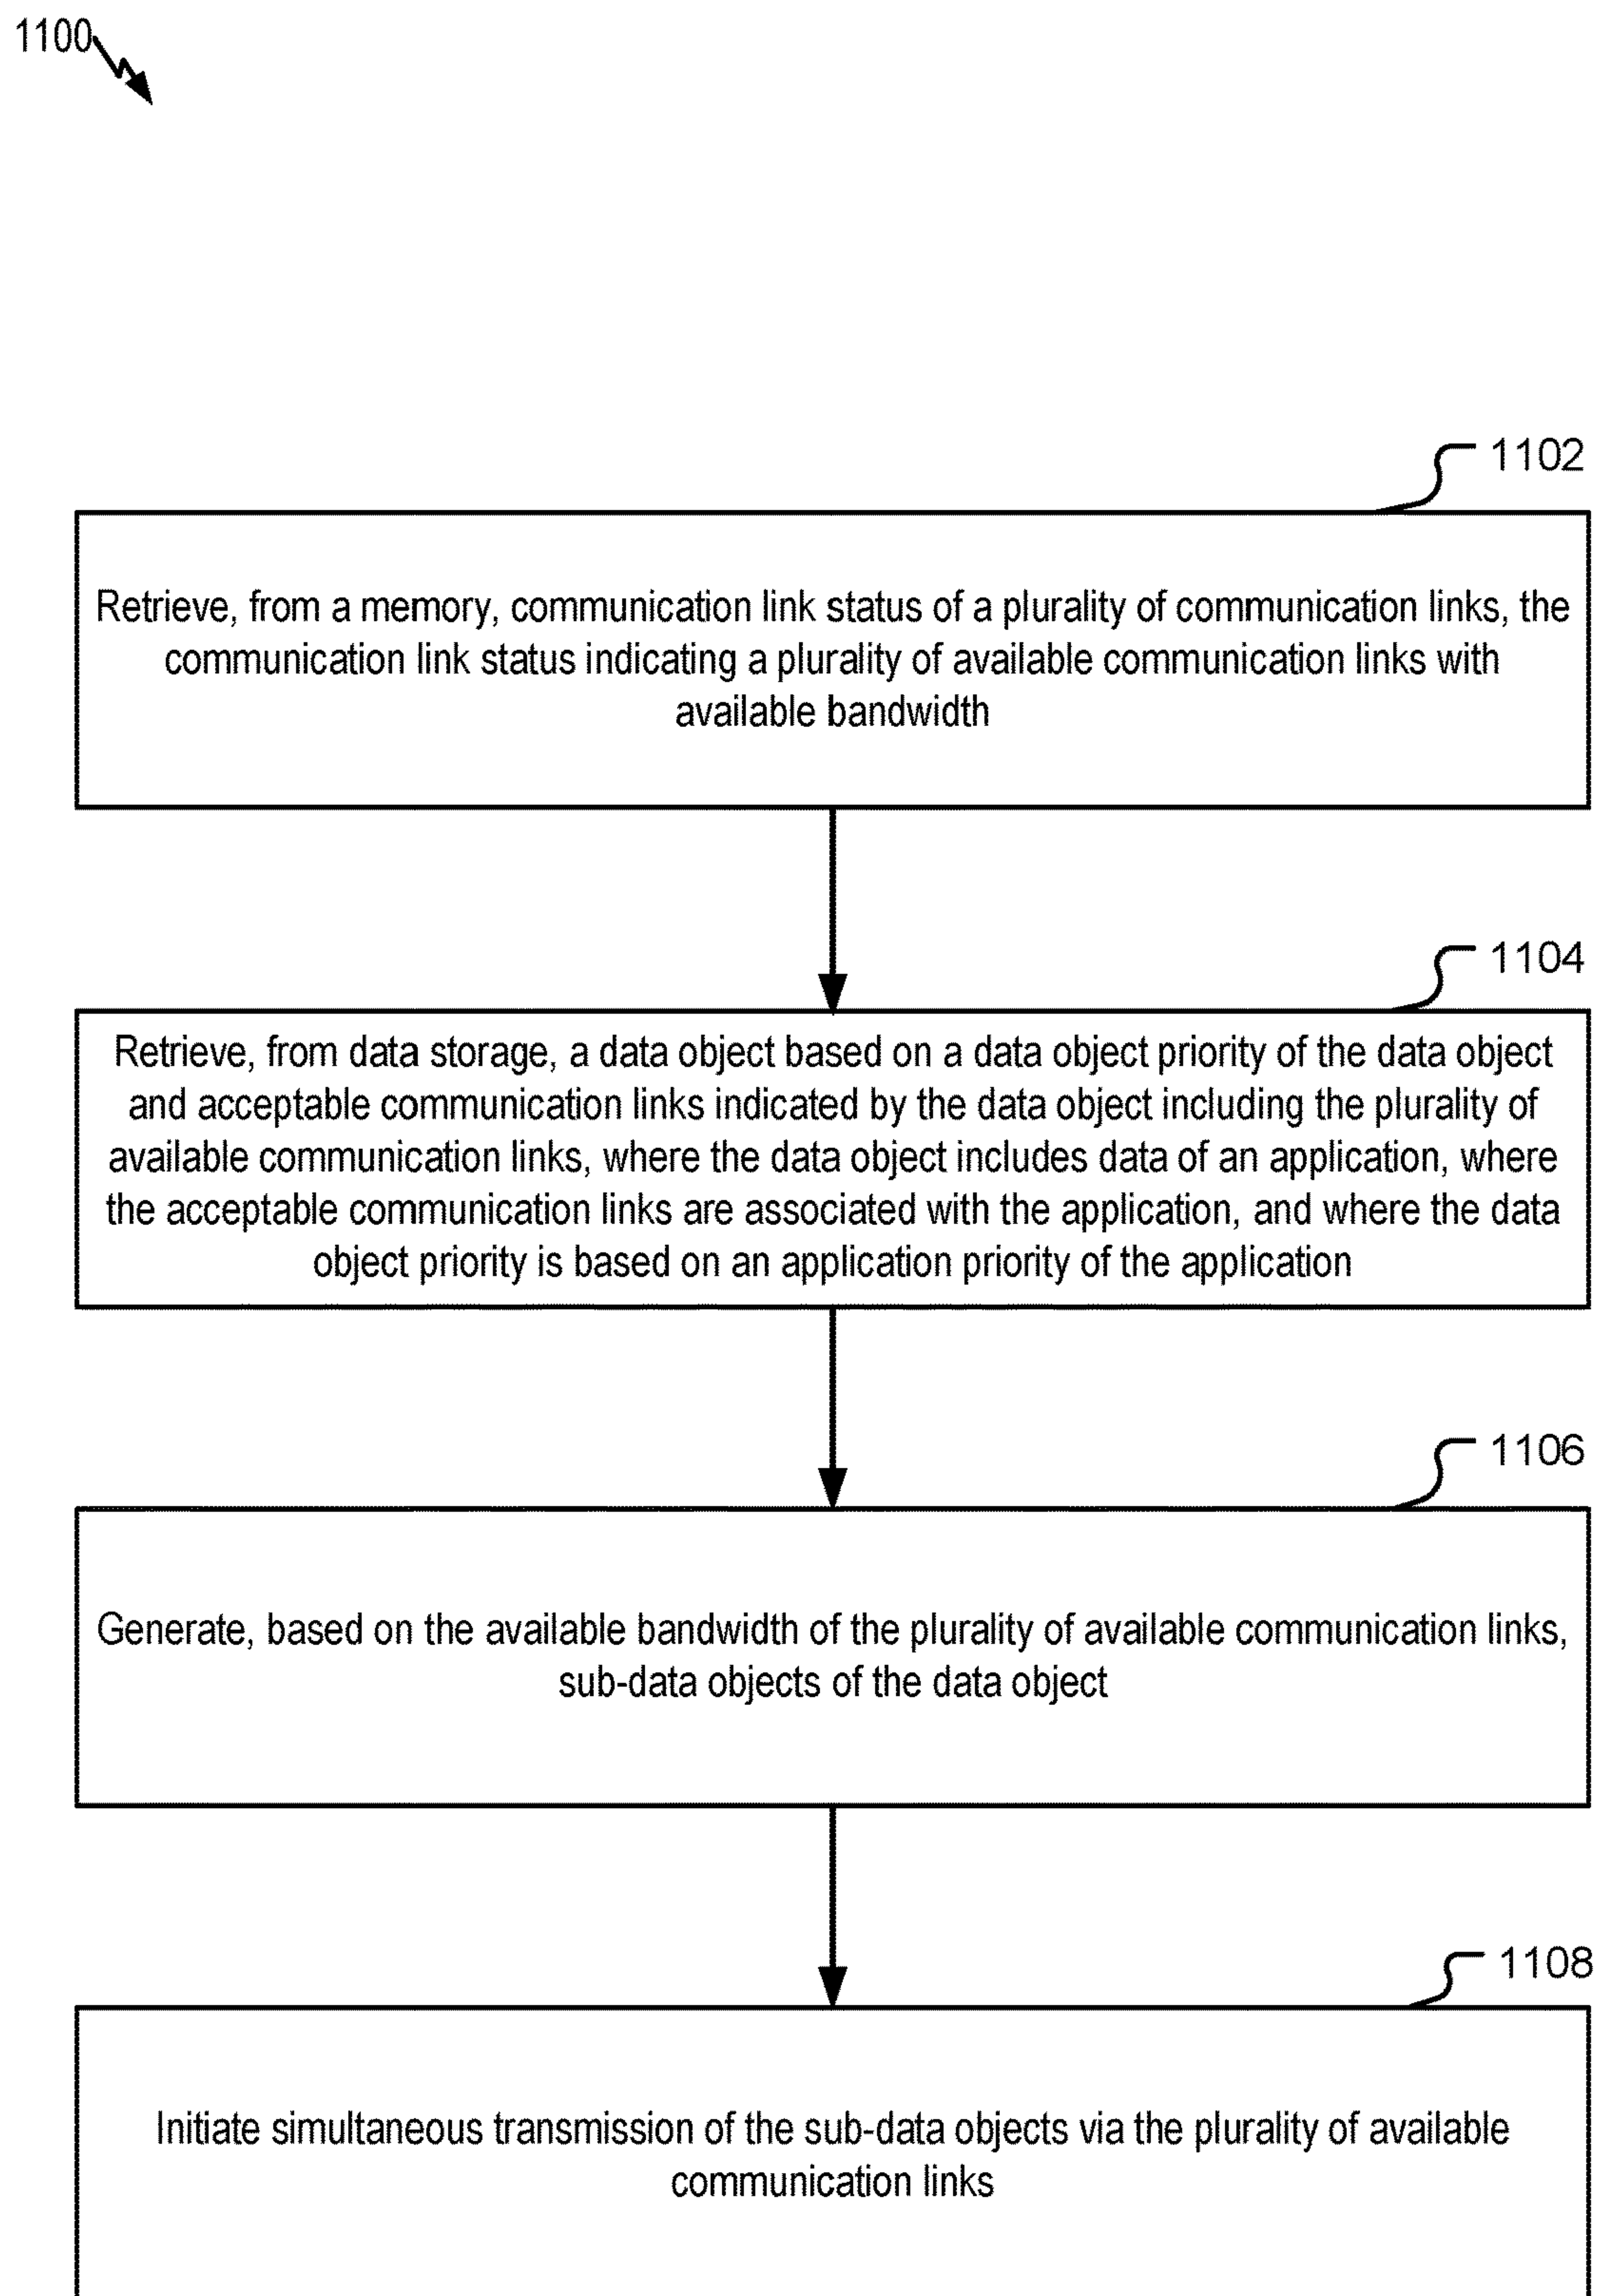 1100
1102
Retrieve, from a memory, communication link status of a plurality of communication links, the
communication link status indicating a plurality of available communication links with
available bandwidth
1104
Retrieve, from data storage, a data object based on a data object priority of the data object
and acceptable communication links indicated by the data object including the plurality of
available communication links, where the data object includes data of an application, where
the acceptable communication links are associated with the application, and where the data
object priority is based on an application priority of the application
1106
Generate, based on the available bandwidth of the plurality of available communication links,
sub-data objects of the data object
1108
Initiate simultaneous transmission of the sub-data objects via the plurality of available
communication links